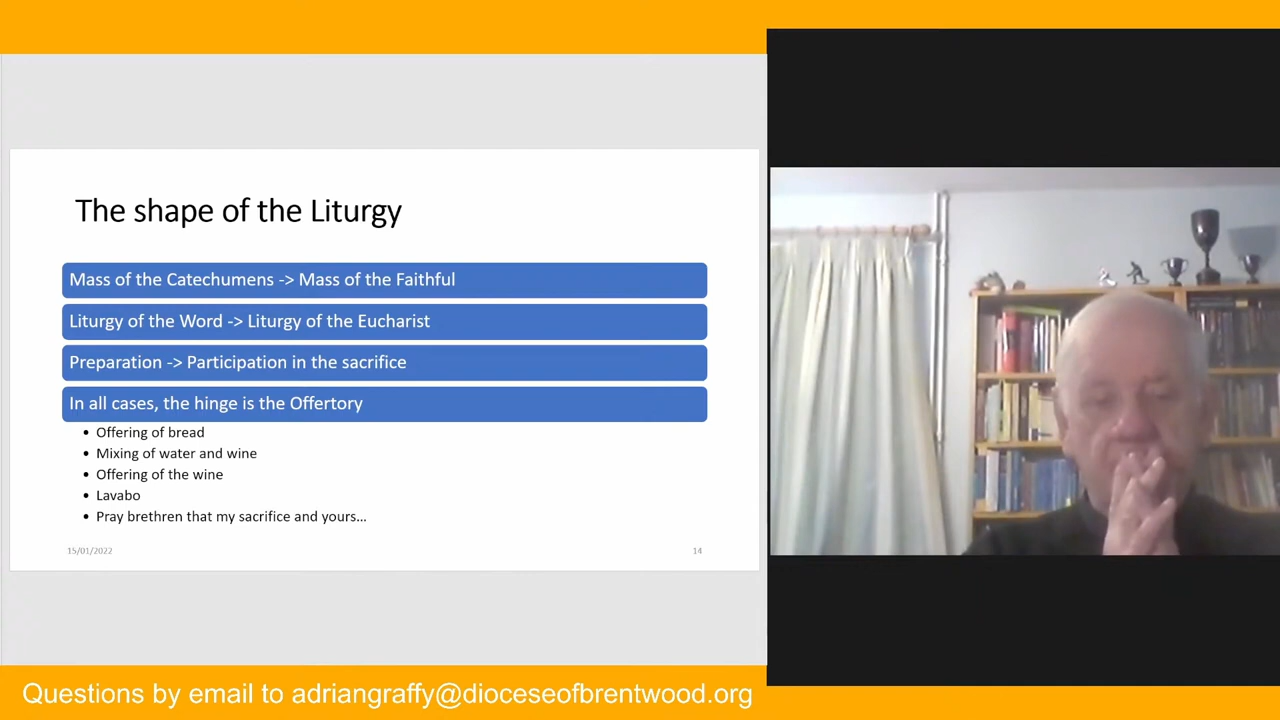 The shape of the Liturgy
Mass of the Catechumens -> Mass of the Faithful
Liturgy of the Word -> Liturgy of the Eucharist
Preparation -> Participation in the sacrifice
In all cases, the hinge is the Offertory
• Offering of bread
• Mixing of water and wine
• Offering of the wine
• Lavabo
• Pray brethren that my sacrifice and yours…
15/01/2022
14
Questions by email to adriangraffy@dioceseofbrentwood.org